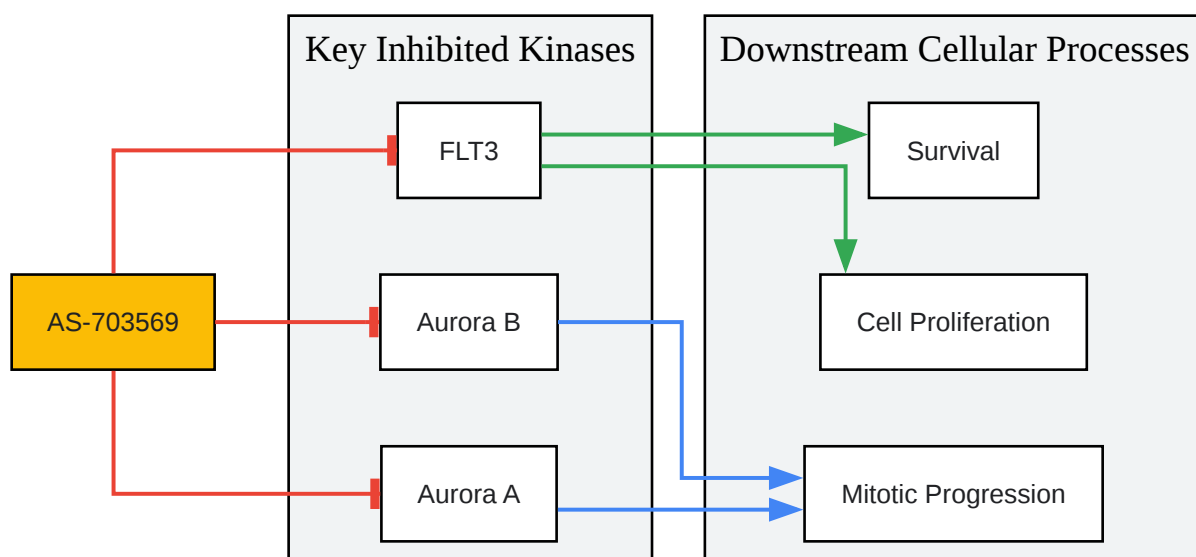 Key Inhibited Kinases
Downstream Cellular Processes
FLT3
Survival
AS-703569
Aurora B
Cell Proliferation
Aurora A
Mitotic Progression